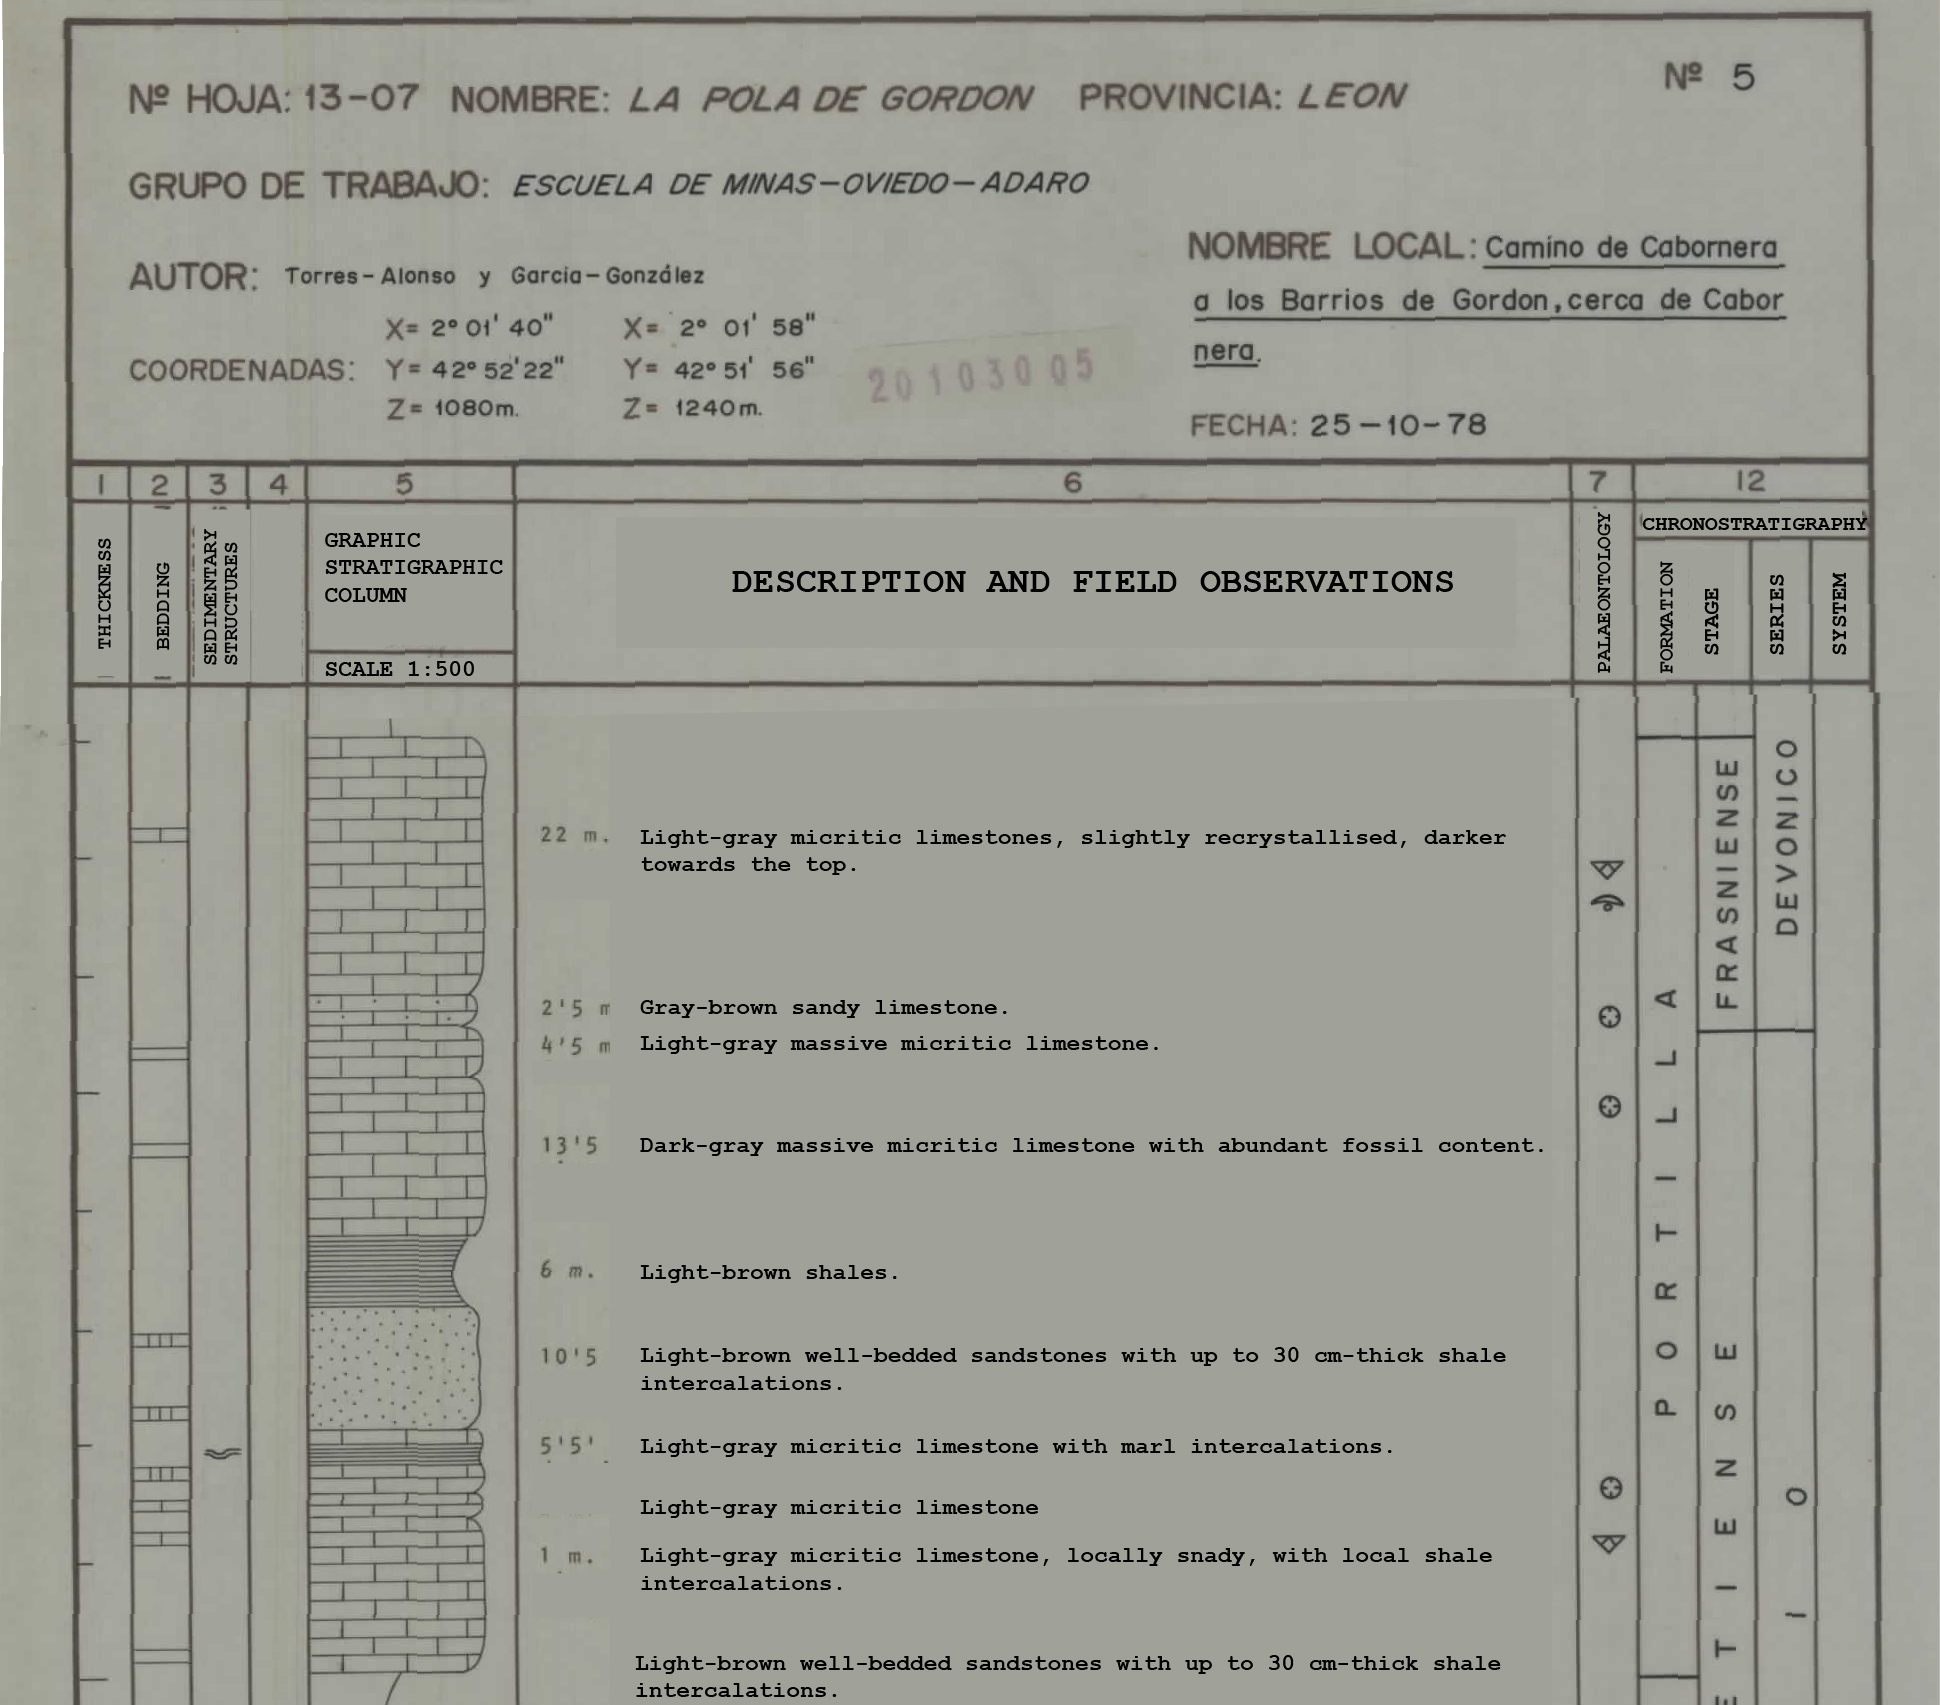 Nº HOJA: 13-07 NOMBRE: LA POLA DE GORDON PROVINCIA: LEON
Nº 5
GRUPO DE TRABAJO: ESCUELA DE MINAS-OVIEDO-ADARO
AUTOR: Torres-Alonso y Garcia-González
NOMBRE LOCAL: Camino de Cabornera
a los Barrios de Gordon, cerca de Cabor
nera.
COORDENADAS:
X= 2º 01' 40" X= 2º 01' 58"
Y= 42º 52' 22" Y= 42º 51' 56"
Z= 1080m. Z= 1240m.
20103005
FECHA: 25-10-78
1 2 3 4 5 6 7 12
THICKNESS
BEDDING
SEDIMENTARY
STRUCTURES
GRAPHIC
STRATIGRAPHIC
COLUMN
SCALE 1:500
DESCRIPTION AND FIELD OBSERVATIONS
PALAEONTOLOGY
CHRONOSTRATIGRAPHY
FORMATION
STAGE
SERIES
SYSTEM
22 m. Light-gray micritic limestones, slightly recrystallised, darker
towards the top.
2'5 m Gray-brown sandy limestone.
4'5 m Light-gray massive micritic limestone.
13'5 Dark-gray massive micritic limestone with abundant fossil content.
6 m. Light-brown shales.
10'5 Light-brown well-bedded sandstones with up to 30 cm-thick shale
intercalations.
5'5' Light-gray micritic limestone with marl intercalations.
Light-gray micritic limestone
1 m. Light-gray micritic limestone, locally snady, with local shale
intercalations.
Light-brown well-bedded sandstones with up to 30 cm-thick shale
intercalations.
PORTILLA
FRASNIENSE
ETIENSE
DEVONICO
IO